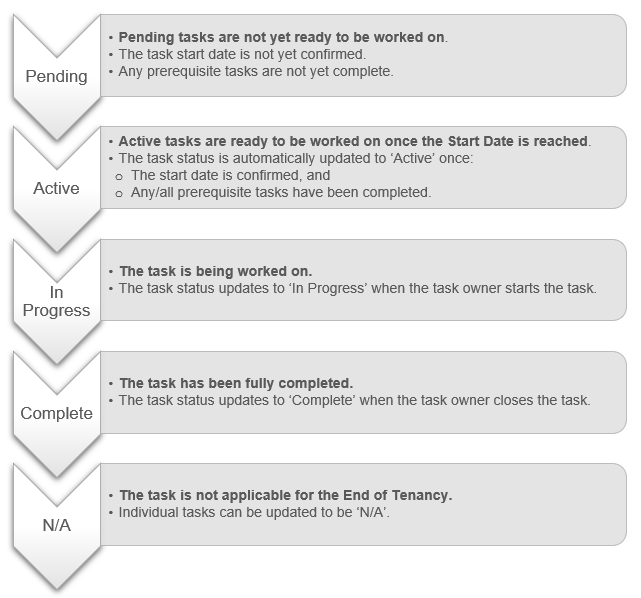 Pending
• Pending tasks are not yet ready to be worked on.
• The task start date is not yet confirmed.
• Any prerequisite tasks are not yet complete.
Active
• Active tasks are ready to be worked on once the Start Date is reached.
• The task status is automatically updated to ‘Active’ once:
o The start date is confirmed, and
o Any/all prerequisite tasks have been completed.
In
Progress
• The task is being worked on.
• The task status updates to ‘In Progress’ when the task owner starts the task.
Complete
• The task has been fully completed.
• The task status updates to ‘Complete’ when the task owner closes the task.
N/A
• The task is not applicable for the End of Tenancy.
• Individual tasks can be updated to be ‘N/A’.